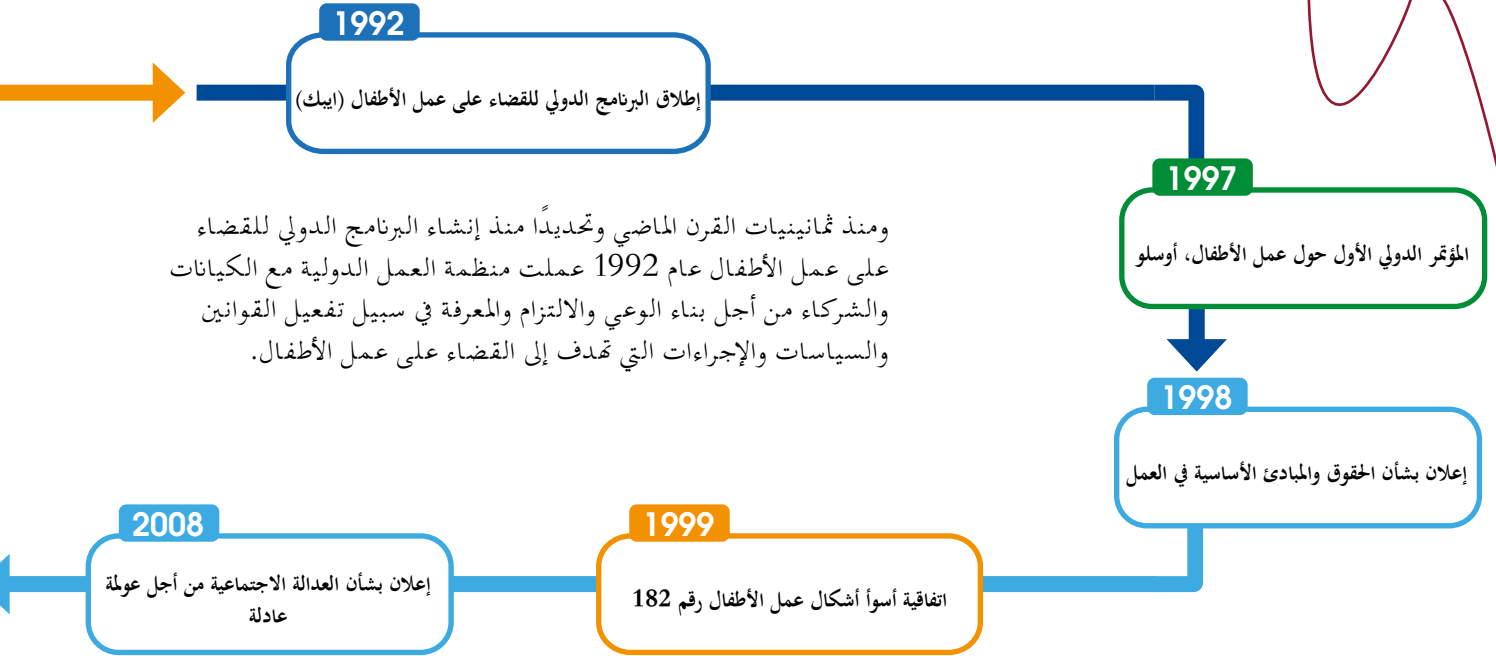 1992
إطلاق البرنامج الدولي للقضاء على عمل الأطفال (ايبك)
1997
المؤتمر الدولي الأول حول عمل الأطفال، أوسلو
ومنذ ثمانينيات القرن الماضي وتحديدًا منذ إنشاء البرنامج الدولي للقضاء
على عمل الأطفال عام 1992 عملت منظمة العمل الدولية مع الكيانات
والشركاء من أجل بناء الوعي والالتزام والمعرفة في سبيل تفعيل القوانين
والسياسات والإجراءات التي تهدف إلى القضاء على عمل الأطفال.
1998
إعلان بشأن الحقوق والمبادئ الأساسية في العمل
1999
اتفاقية أسوأ أشكال عمل الأطفال رقم 182
2008
إعلان بشأن العدالة الاجتماعية من أجل عولمة
عادلة